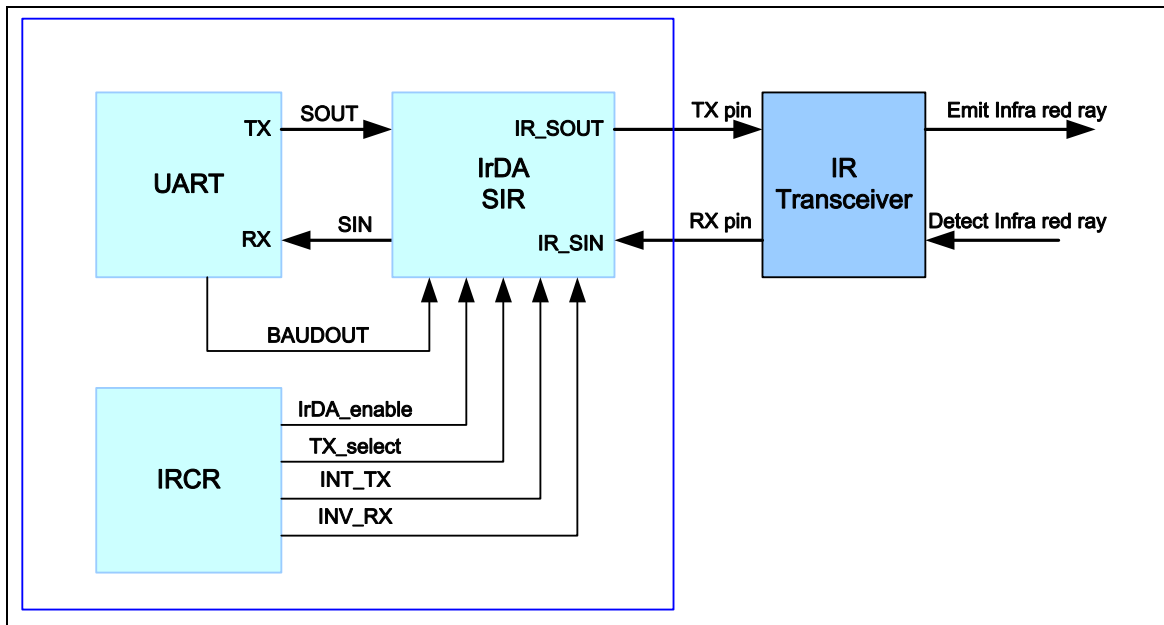 SOUT
TX pin
Emit Infra red ray
TX
IR_SOUT
UART
IrDA
SIR
IR
Transceiver
SIN
RX pin
Detect Infra red ray
RX
IR_SIN
BAUDOUT
IrDA_enable
TX_select
IRCR
INT_TX
INV_RX